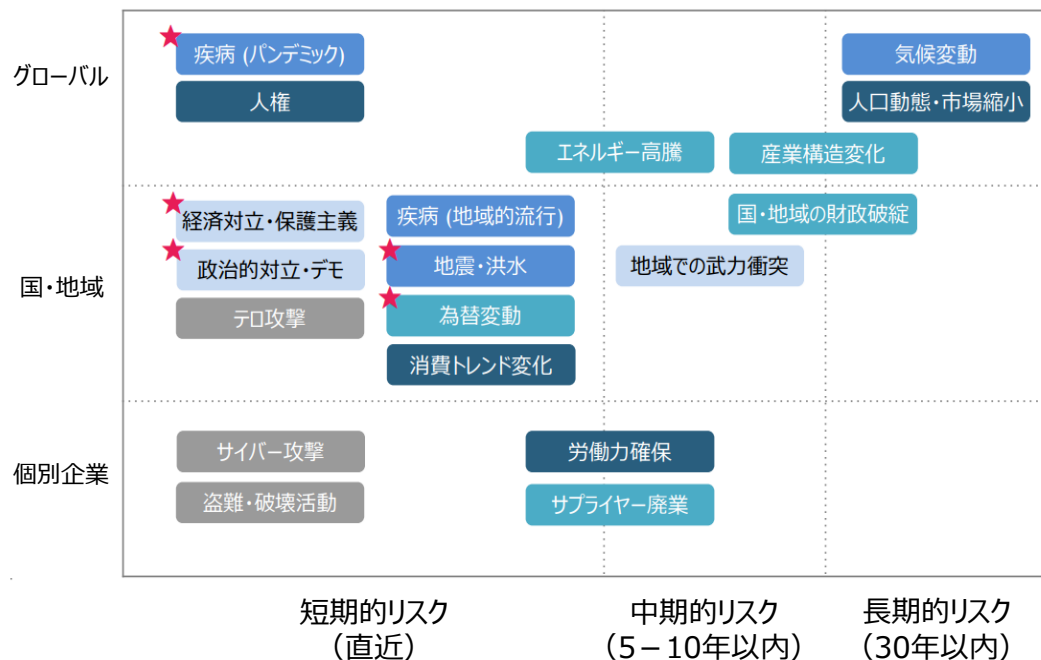 グローバル
疾病 (パンデミック)
人権
気候変動
人口動態・市場縮小
エネルギー高騰
産業構造変化
国・地域
経済対立・保護主義
政治的対立・デモ
テロ攻撃
疾病 (地域的流行)
地震・洪水
為替変動
消費トレンド変化
国・地域の財政破綻
地域での武力衝突
個別企業
サイバー攻撃
盗難・破壊活動
労働力確保
サプライヤー廃業
短期的リスク
（直近）
中期的リスク
（5－10年以内）
長期的リスク
（30年以内）